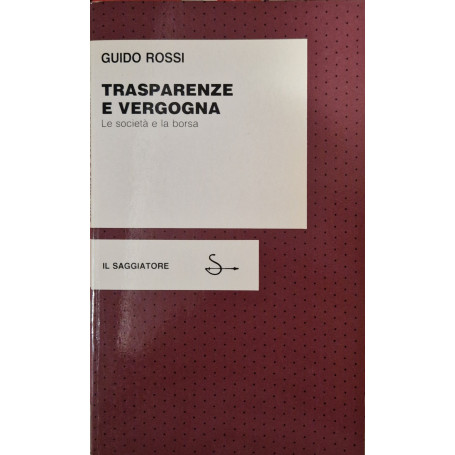 GUIDO ROSSI
TRASPARENZE
E VERGOGNA
Le società e la borsa
IL SAGGIATORE